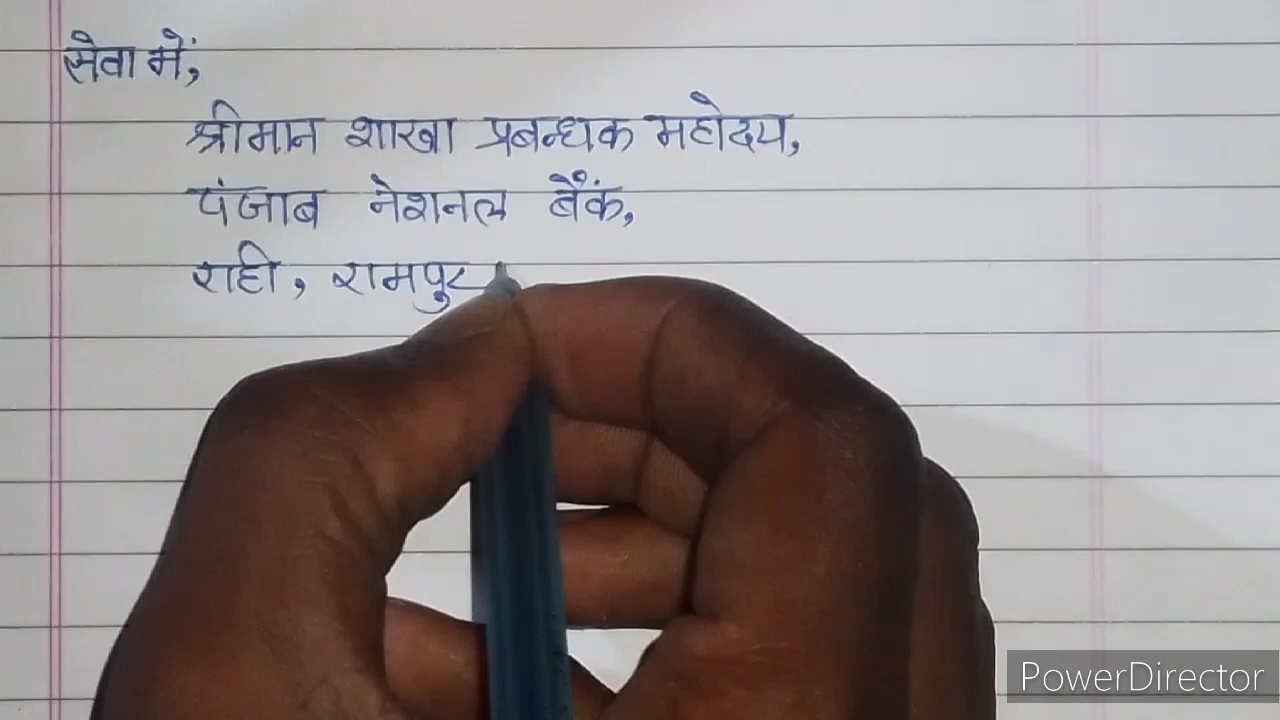 सेवा में,
श्रीमान शाखा प्रबन्धक महोदय,
पंजाब नेशनल बैंक,
राही, रामपुर
PowerDirector